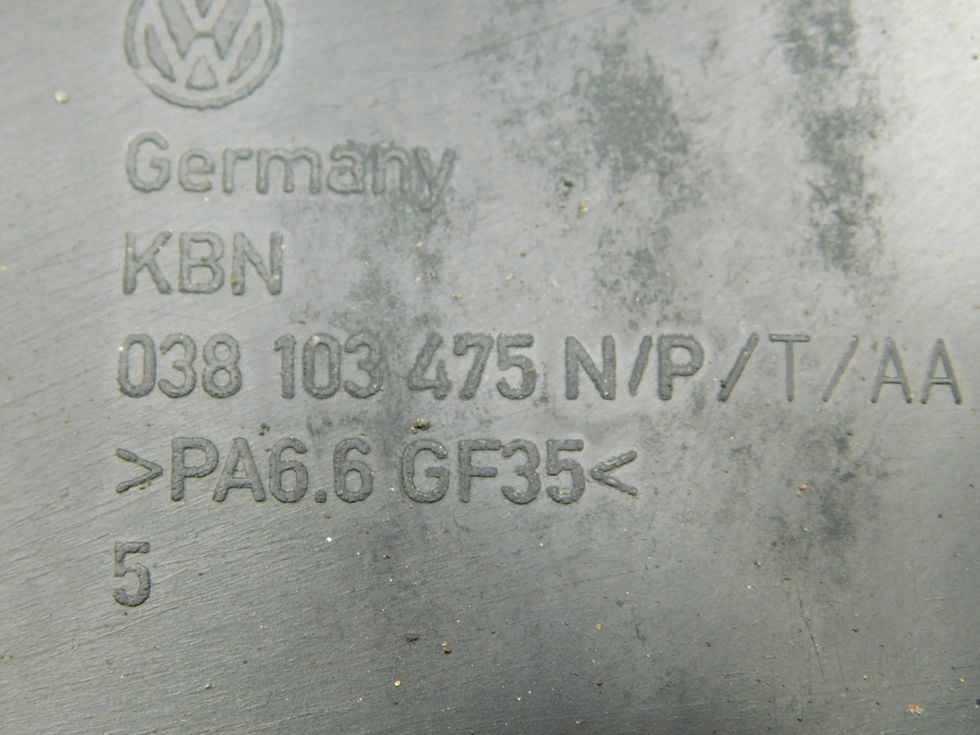 Germany
KBN
038 103 475 N/P/T/AA
>PA6.6 GF35<
5